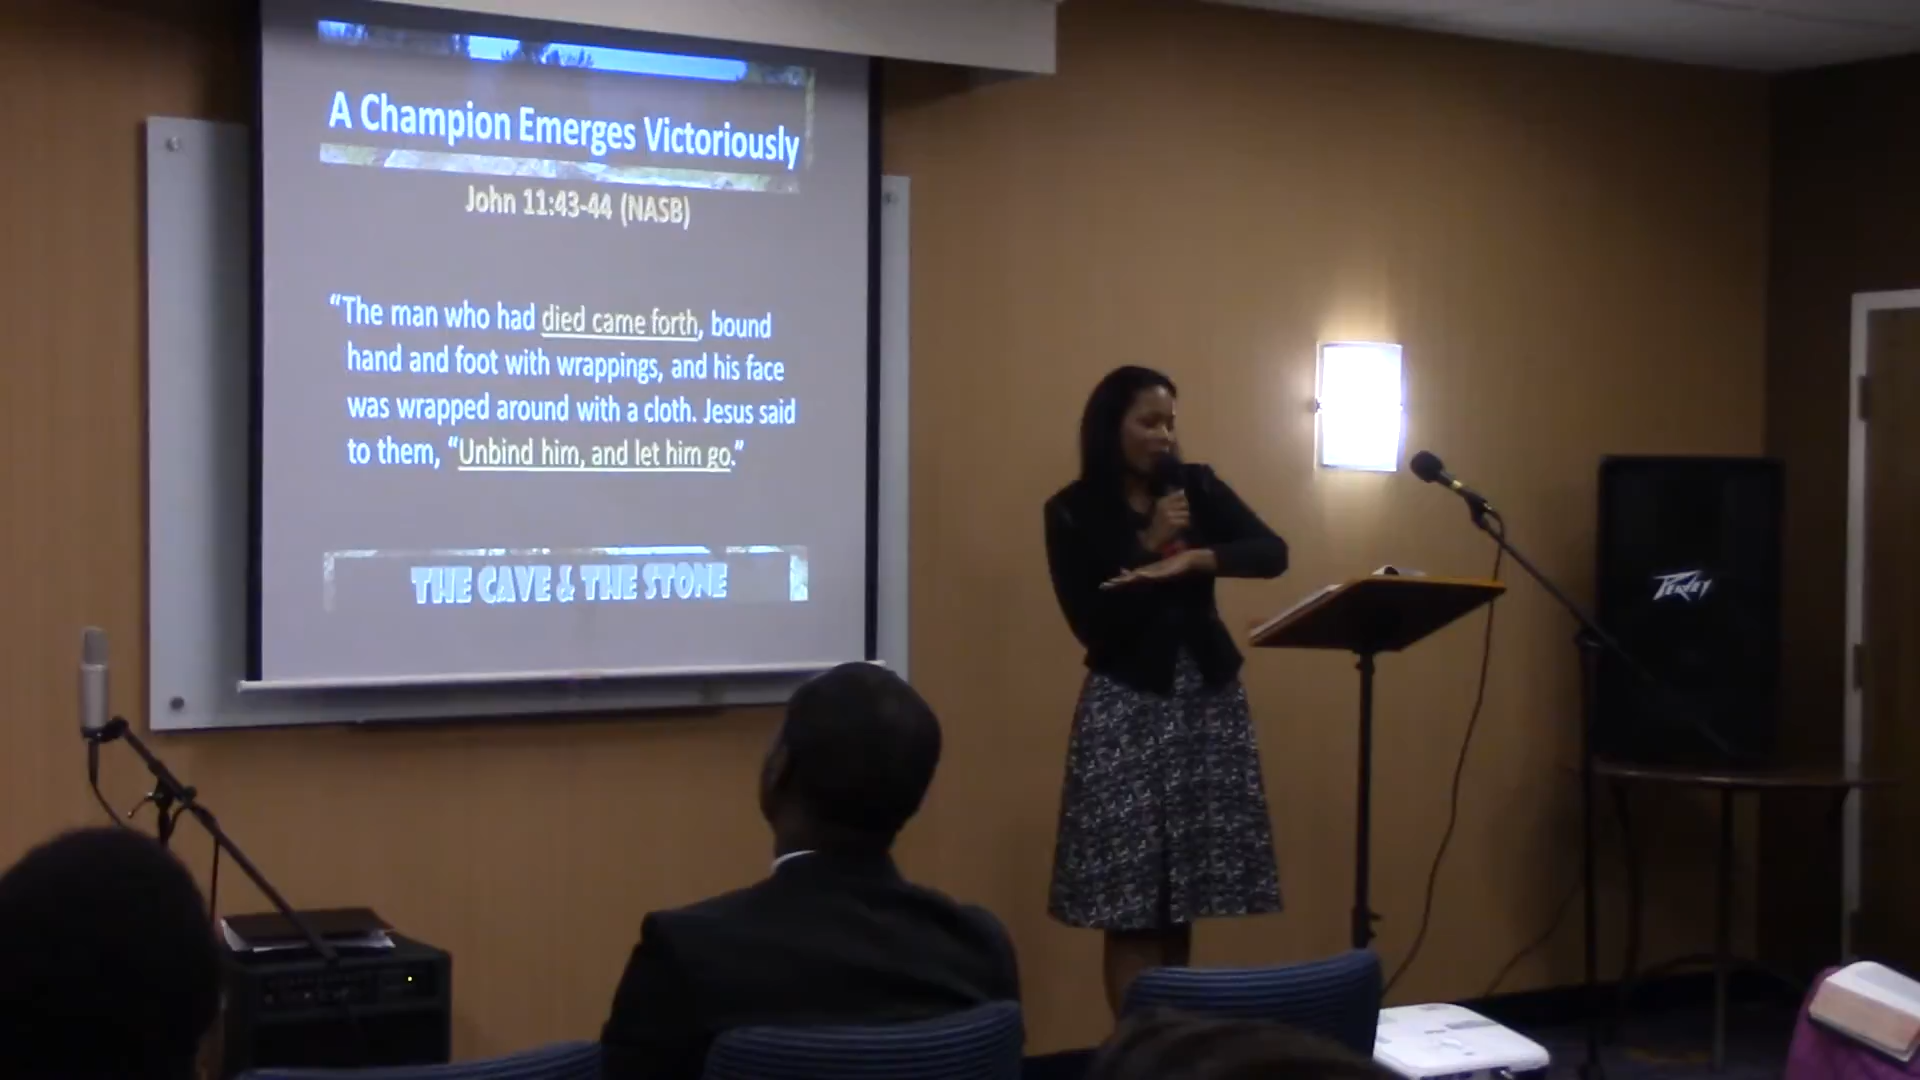 A Champion Emerges Victoriously
John 11:43-44 (NASB)
“The man who had died came forth, bound
hand and foot with wrappings, and his face
was wrapped around with a cloth. Jesus said
to them, “Unbind him, and let him go.”
THE CAVE & THE STONE
PEAVEY